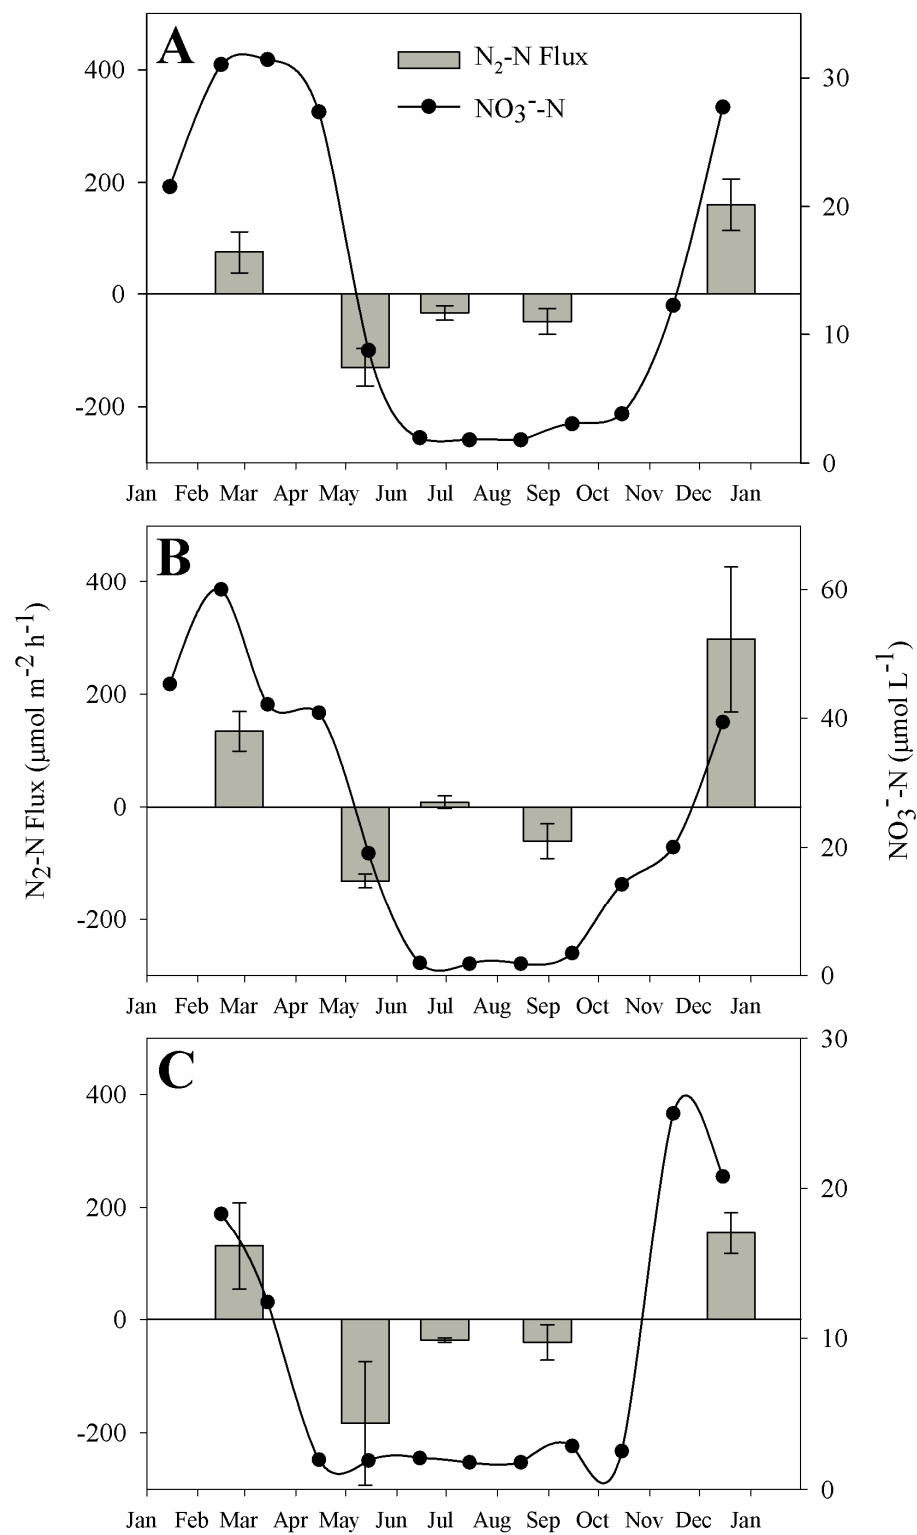 A
N₂-N Flux
NO₃⁻-N
400
200
0
-200
30
20
10
0
Jan Feb Mar Apr May Jun Jul Aug Sep Oct Nov Dec Jan
B
400
200
0
-200
60
40
20
0
N₂-N Flux (µmol m⁻² h⁻¹)
NO₃⁻-N (µmol L⁻¹)
Jan Feb Mar Apr May Jun Jul Aug Sep Oct Nov Dec Jan
C
400
200
0
-200
30
20
10
0
Jan Feb Mar Apr May Jun Jul Aug Sep Oct Nov Dec Jan